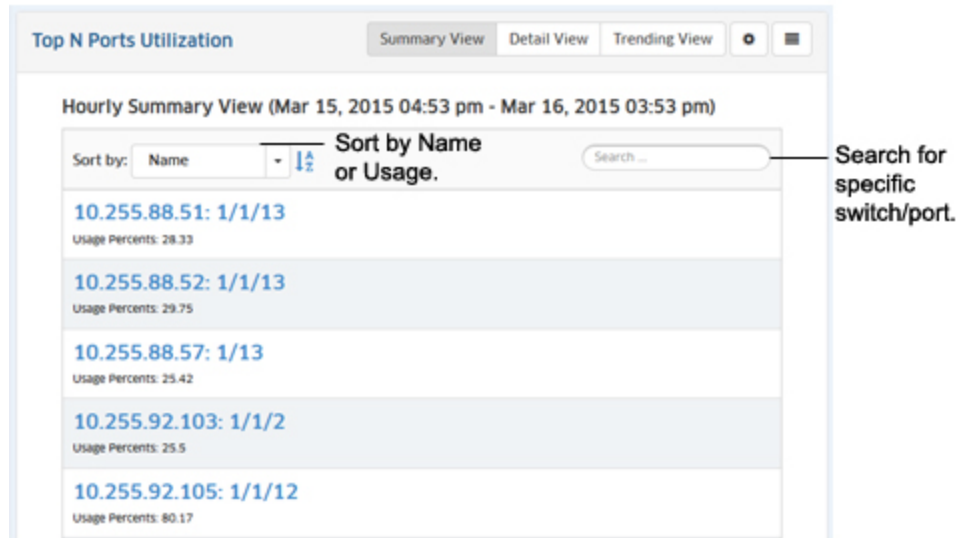 Top N Ports Utilization
Summary View
Detail View
Trending View
Hourly Summary View (Mar 15, 2015 04:53 pm - Mar 16, 2015 03:53 pm)
Sort by:
Name
A
Z
Sort by Name
or Usage.
Search ...
Search for
specific
switch/port.
10.255.88.51: 1/1/13
Usage Percents: 28.33
10.255.88.52: 1/1/13
Usage Percents: 29.75
10.255.88.57: 1/13
Usage Percents: 25.42
10.255.92.103: 1/1/2
Usage Percents: 25.5
10.255.92.105: 1/1/12
Usage Percents: 80.17